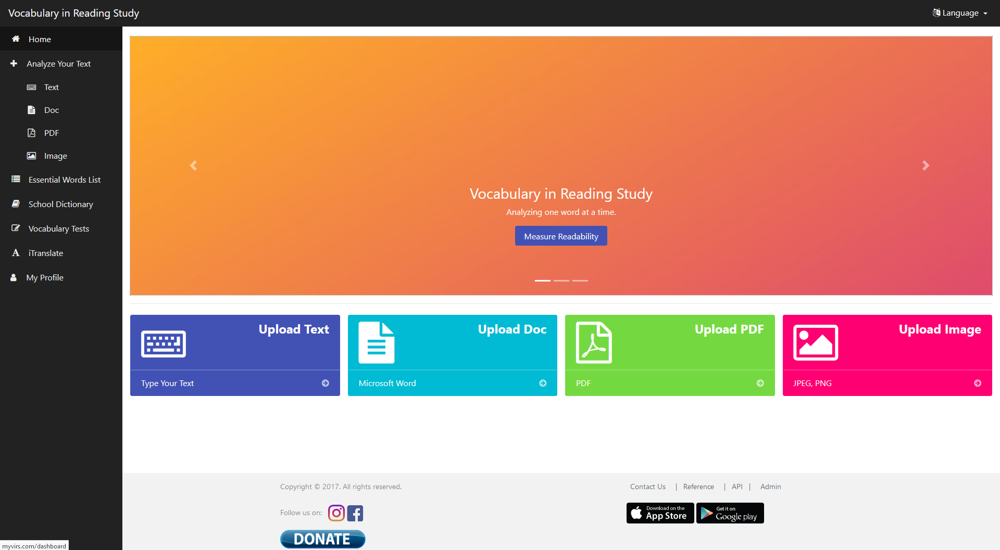 Vocabulary in Reading Study
Language
Home
Analyze Your Text
Text
Doc
PDF
Image
Essential Words List
School Dictionary
Vocabulary Tests
iTranslate
My Profile
Vocabulary in Reading Study
Analyzing one word at a time.
Measure Readability
Upload Text
Type Your Text
Upload Doc
Microsoft Word
Upload PDF
PDF
Upload Image
JPEG, PNG
Copyright © 2017. All rights reserved.
Follow us on:
DONATE
Contact Us | Reference | API | Admin
Download on the
App Store
Get it on
Google play
myvirs.com/dashboard